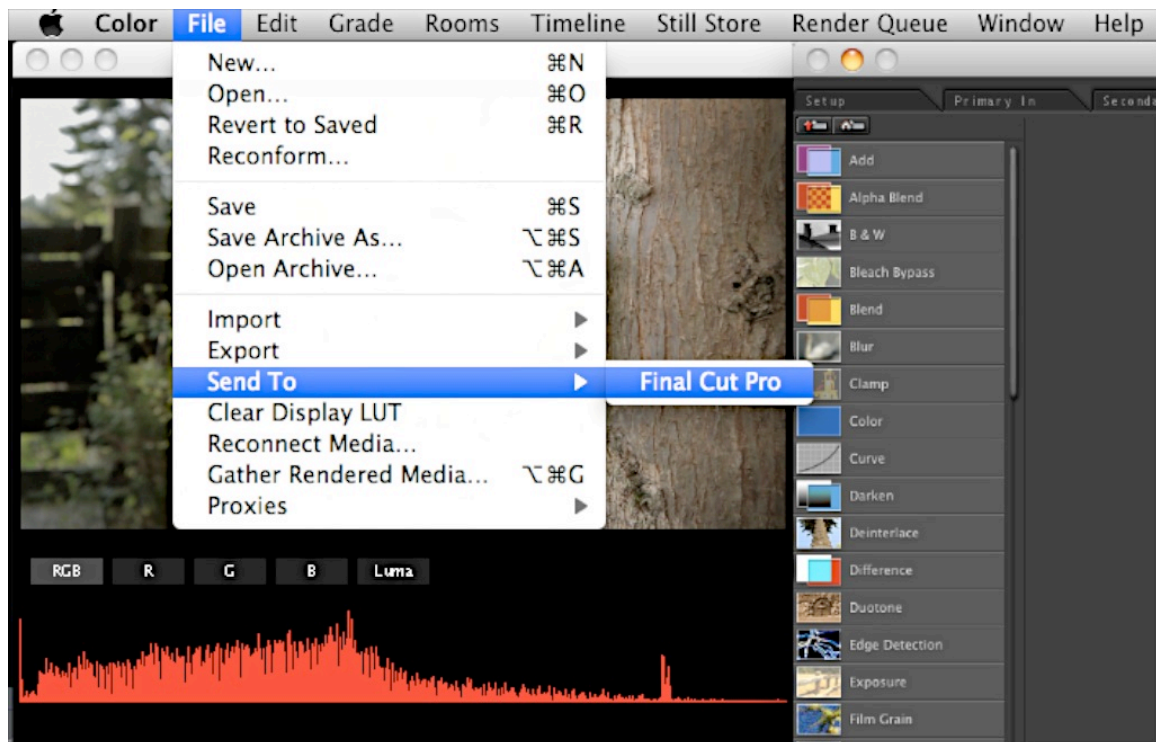 Color File Edit Grade Rooms Timeline Still Store Render Queue Window Help
New... ⌘N
Open... ⌘O
Revert to Saved ⌘R
Reconform...
Save ⌘S
Save Archive As... ⌥⌘S
Open Archive... ⌥⌘A
Import
Export
Send To
Final Cut Pro
Clear Display LUT
Reconnect Media...
Gather Rendered Media... ⌥⌘G
Proxies
RGB R G B Luma
Setup Primary In
Add
Alpha Blend
B & W
Bleach Bypass
Blend
Blur
Clamp
Color
Curve
Darken
Deinterlace
Difference
Duotone
Edge Detection
Exposure
Film Grain